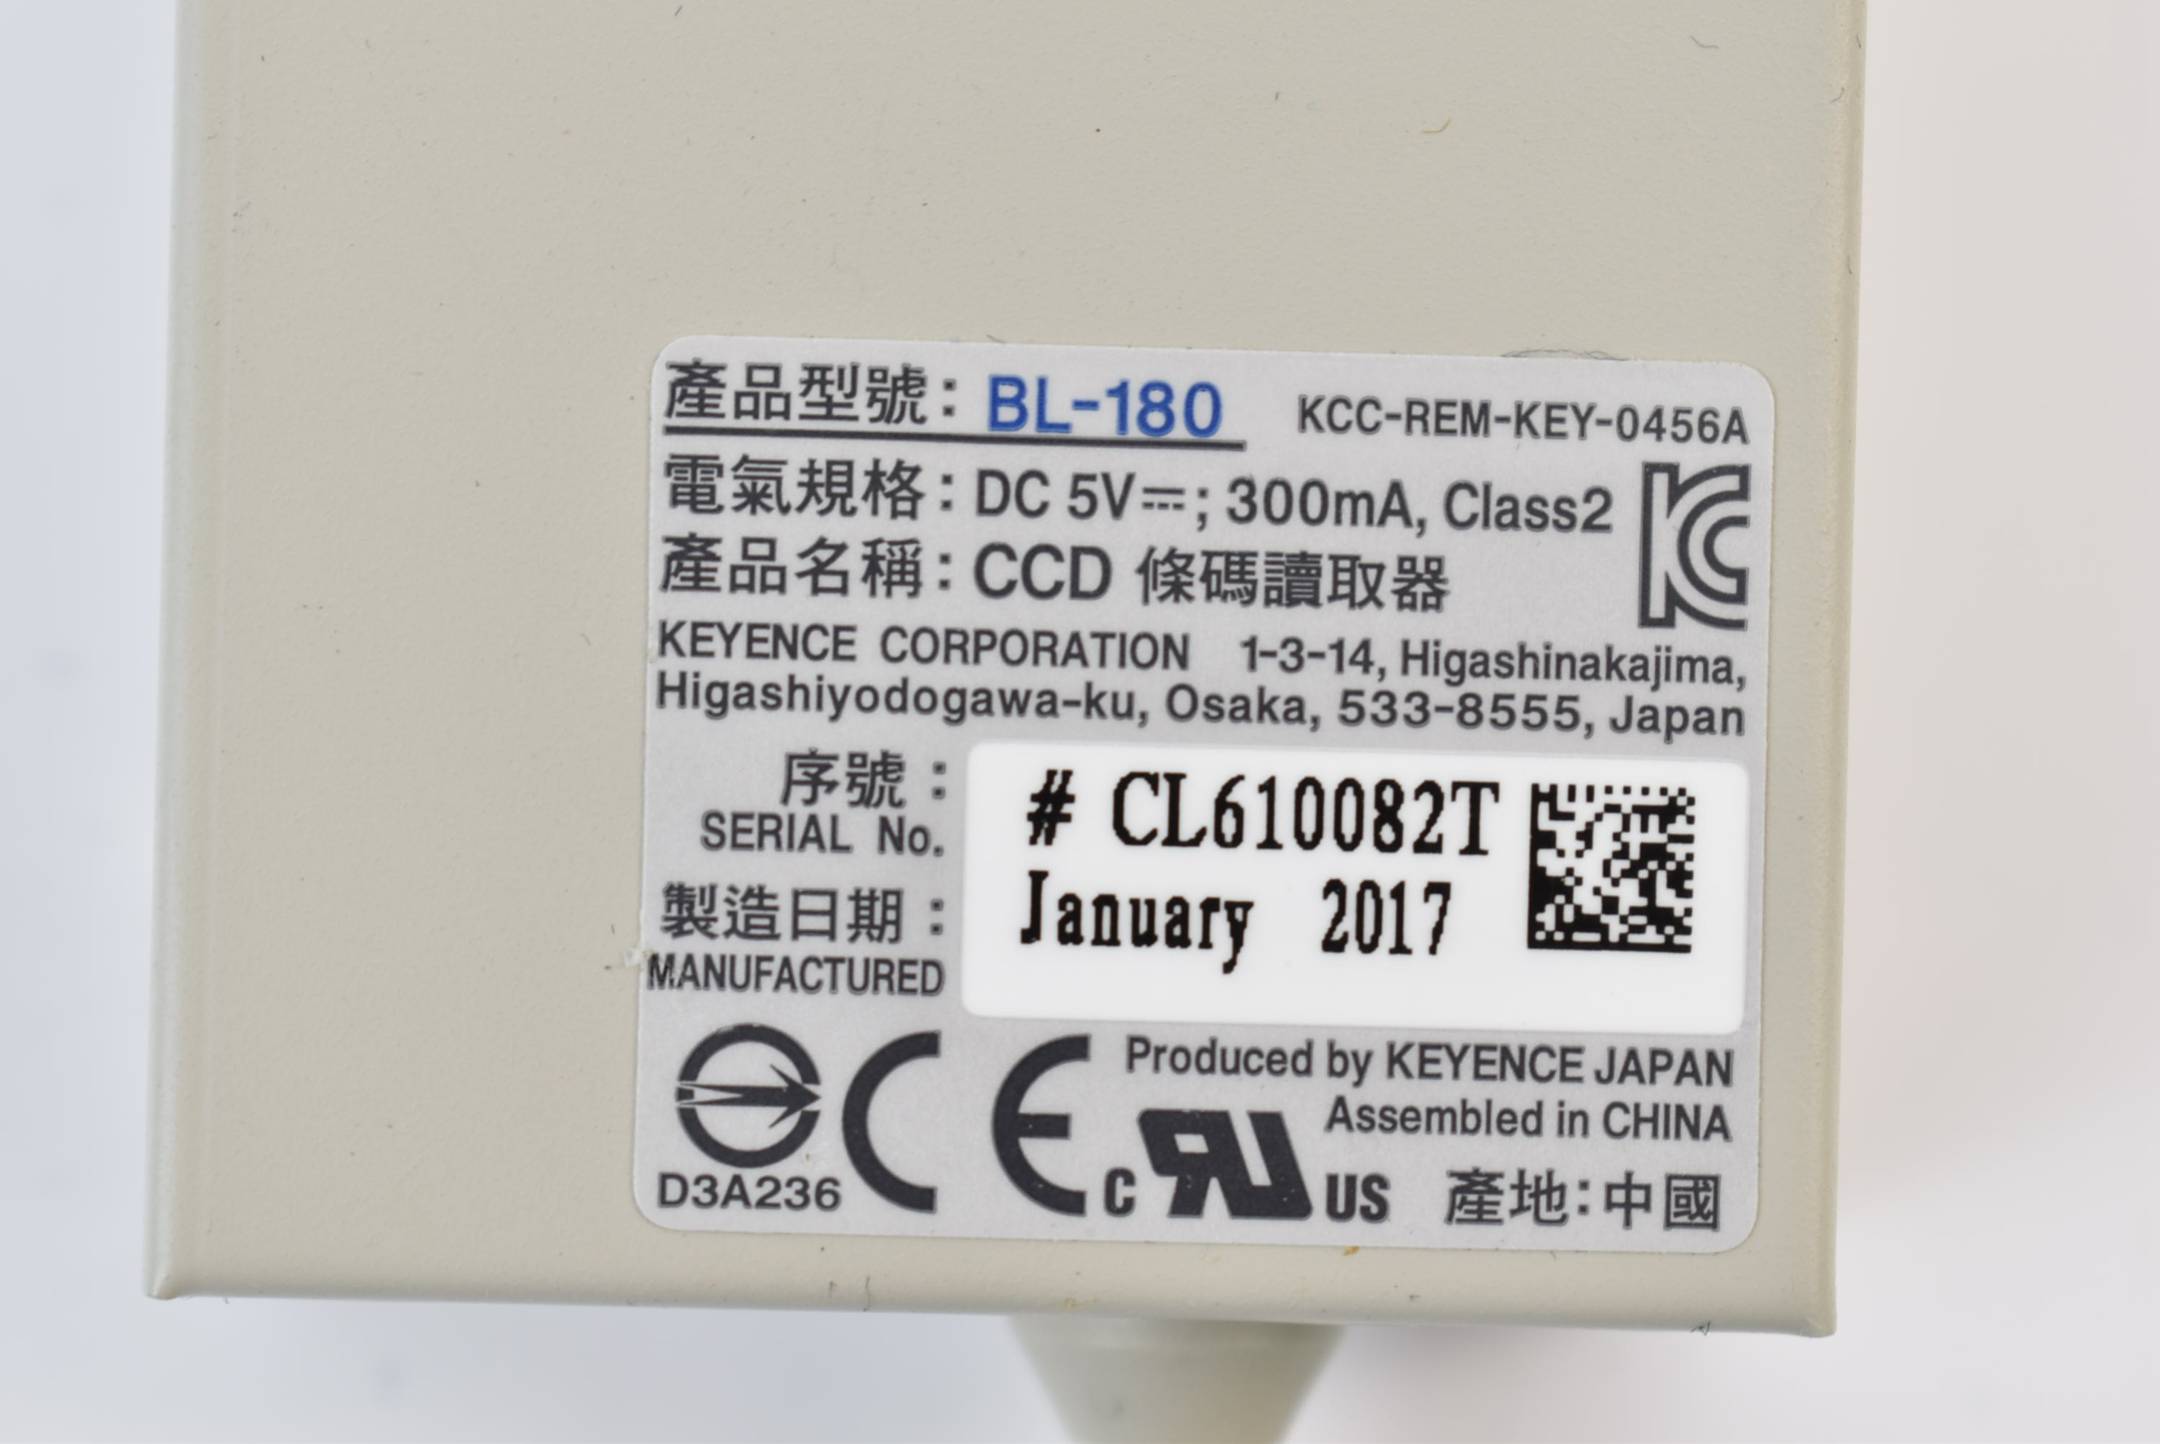 產品型號：BL-180 KCC-REM-KEY-0456A
電氣規格：DC 5V⎓; 300mA, Class2
產品名稱：CCD 條碼讀取器
KEYENCE CORPORATION 1-3-14, Higashinakajima,
Higashiyodogawa-ku, Osaka, 533-8555, Japan
序號：
SERIAL No.
# CL610082T
製造日期：
MANUFACTURED
January 2017
Produced by KEYENCE JAPAN
Assembled in CHINA
D3A236
CE
c RU US
產地：中國